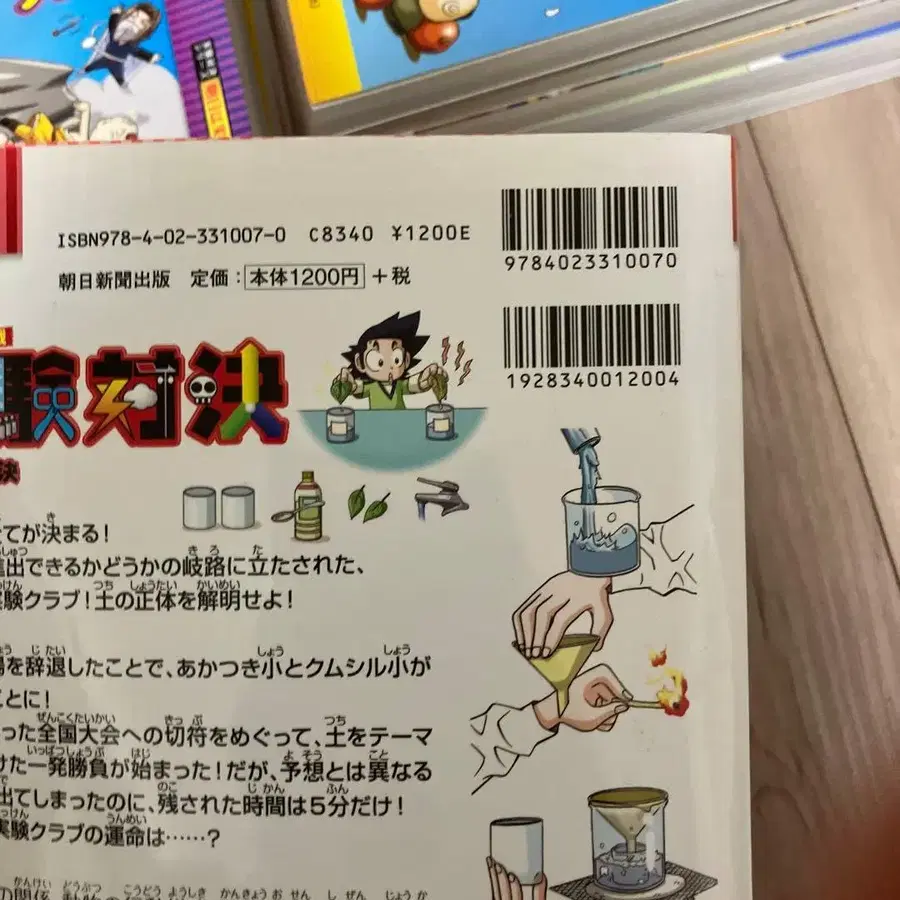 ISBN978-4-02-331007-0 C8340 ¥1200E
9784023310070
朝日新聞出版 定価：本体1200円＋税
1928340012004
験対決
決
てが決まる！
進出できるかどうかの岐路に立たされた、
実験クラブ！土の正体を解明せよ！
場を辞退したことで、あかつき小とクムシル小が
ことに！
った全国大会への切符をめぐって、土をテーマ
けた一発勝負が始まった！だが、予想とは異なる
出てしまったのに、残された時間は5分だけ！
実験クラブの運命は……？
の関係